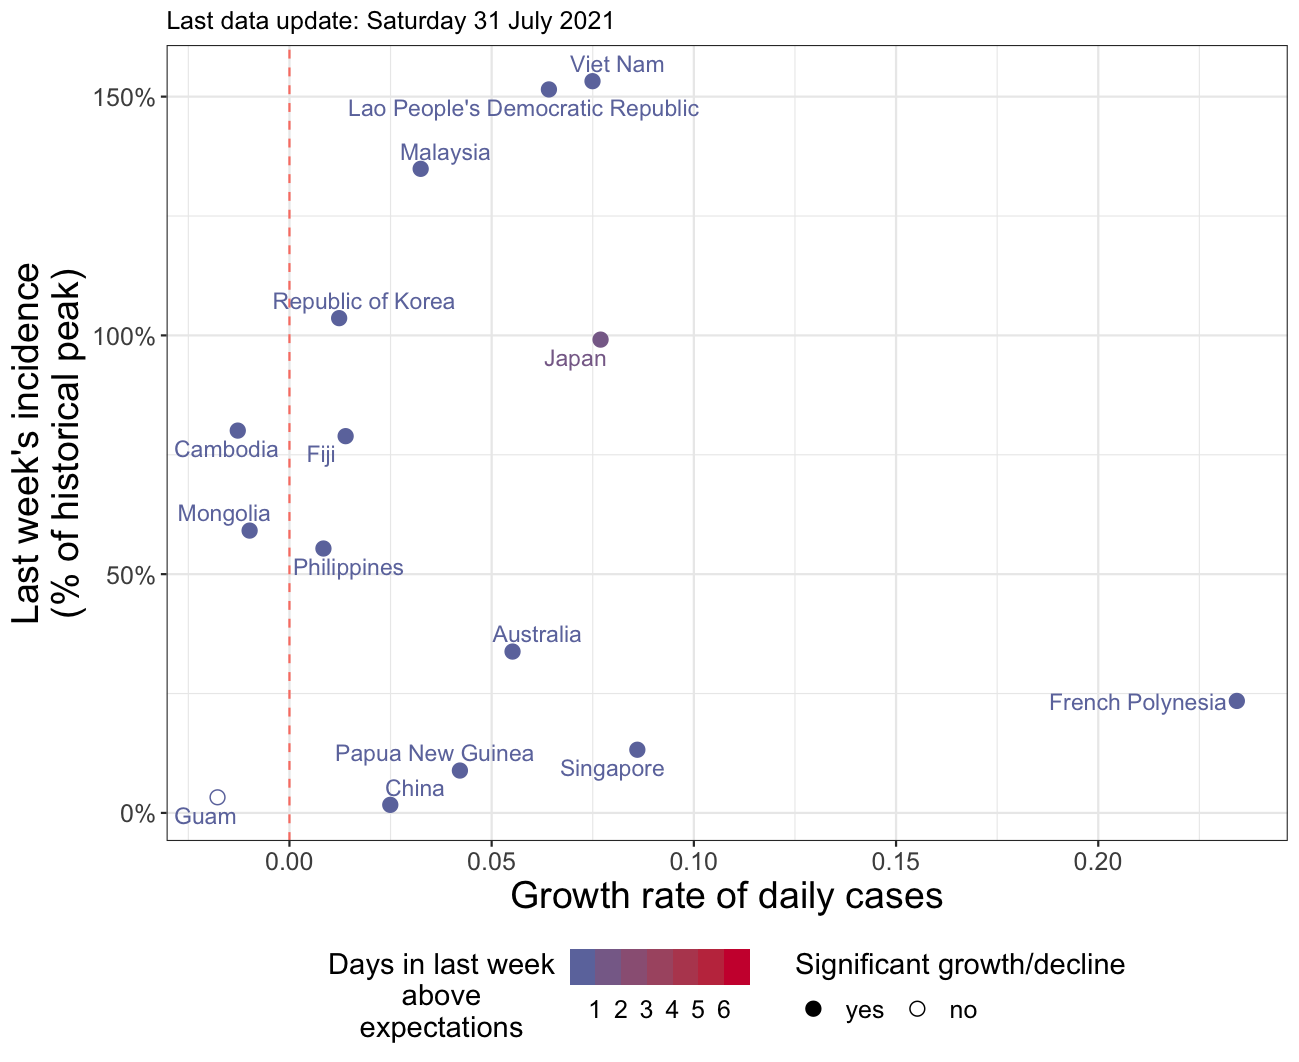 Last data update: Saturday 31 July 2021
Last week's incidence
(% of historical peak)
150%
100%
50%
0%
Viet Nam
Lao People's Democratic Republic
Malaysia
Republic of Korea
Japan
Cambodia
Fiji
Mongolia
Philippines
Australia
French Polynesia
Papua New Guinea
Singapore
China
Guam
0.00 0.05 0.10 0.15 0.20
Growth rate of daily cases
Days in last week
above
expectations
1 2 3 4 5 6
Significant growth/decline
yes no